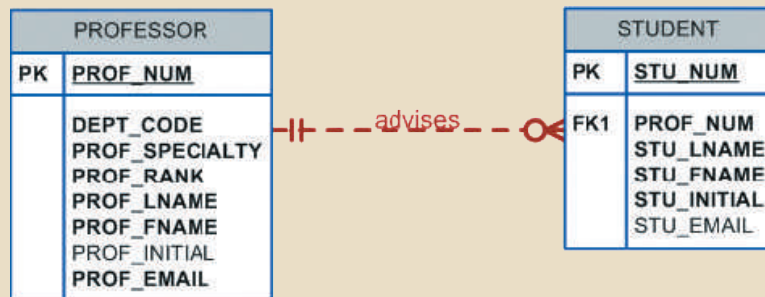 PROFESSOR
PK PROF_NUM
DEPT_CODE
PROF_SPECIALTY
PROF_RANK
PROF_LNAME
PROF_FNAME
PROF_INITIAL
PROF_EMAIL
advises
STUDENT
PK STU_NUM
FK1 PROF_NUM
STU_LNAME
STU_FNAME
STU_INITIAL
STU_EMAIL